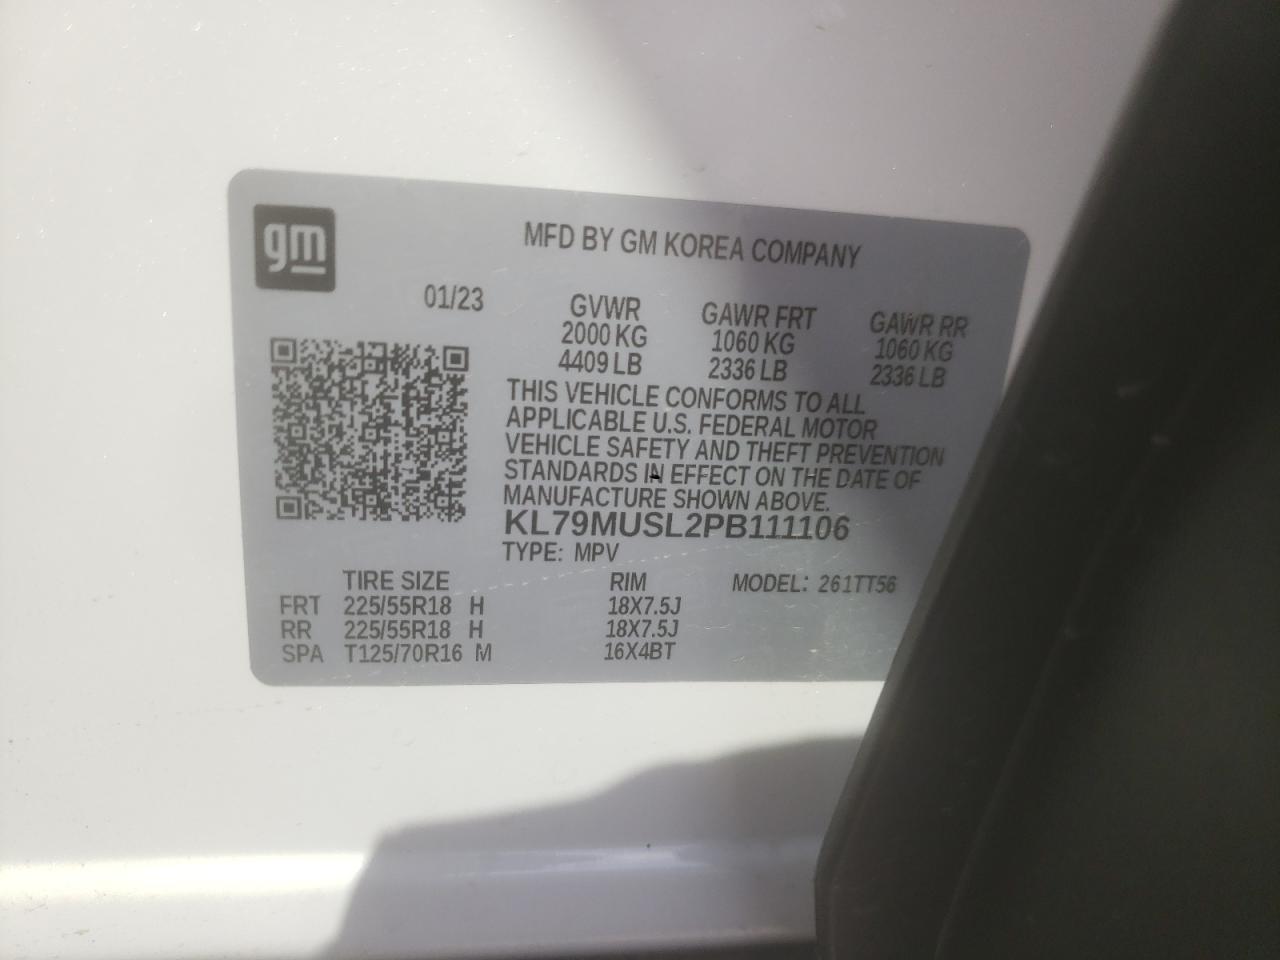 gm
MFD BY GM KOREA COMPANY
01/23 GVWR GAWR FRT GAWR RR
2000 KG 1060 KG 1060 KG
4409 LB 2336 LB 2336 LB
THIS VEHICLE CONFORMS TO ALL
APPLICABLE U.S. FEDERAL MOTOR
VEHICLE SAFETY AND THEFT PREVENTION
STANDARDS IN EFFECT ON THE DATE OF
MANUFACTURE SHOWN ABOVE.
KL79MUSL2PB111106
TYPE: MPV
TIRE SIZE RIM MODEL: 261TT56
FRT 225/55R18 H 18X7.5J
RR 225/55R18 H 18X7.5J
SPA T125/70R16 M 16X4BT